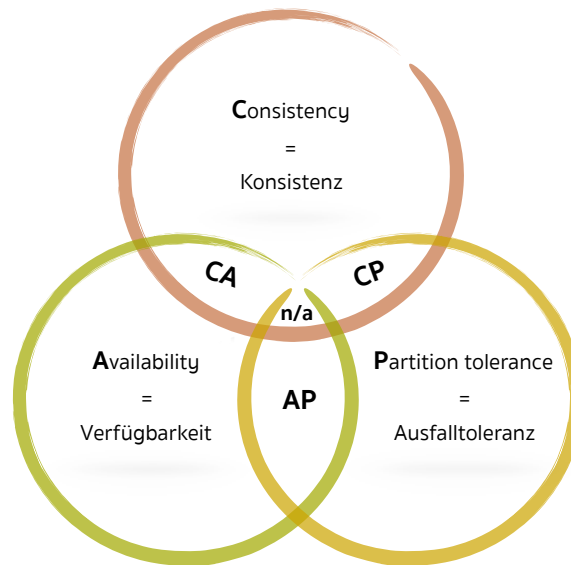 Consistency
=
Konsistenz
CA
CP
n/a
Availability
=
Verfügbarkeit
AP
Partition tolerance
=
Ausfalltoleranz